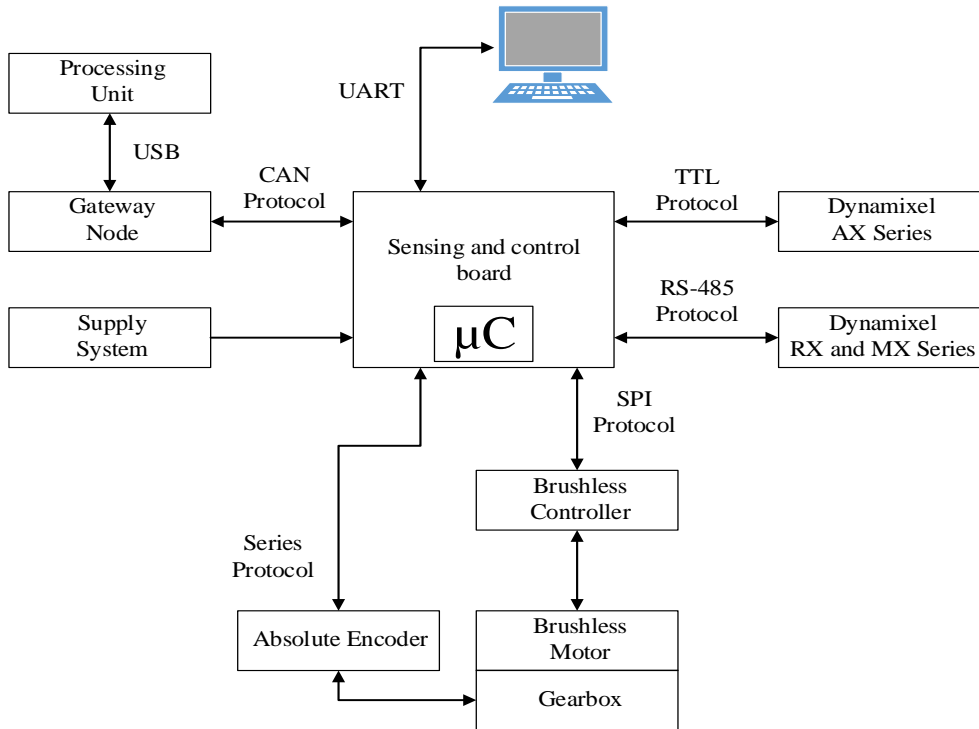 Processing
Unit
UART
USB
CAN
Protocol
TTL
Protocol
Gateway
Node
Sensing and control
board
μC
Dynamixel
AX Series
RS-485
Protocol
Supply
System
Dynamixel
RX and MX Series
SPI
Protocol
Brushless
Controller
Series
Protocol
Absolute Encoder
Brushless
Motor
Gearbox